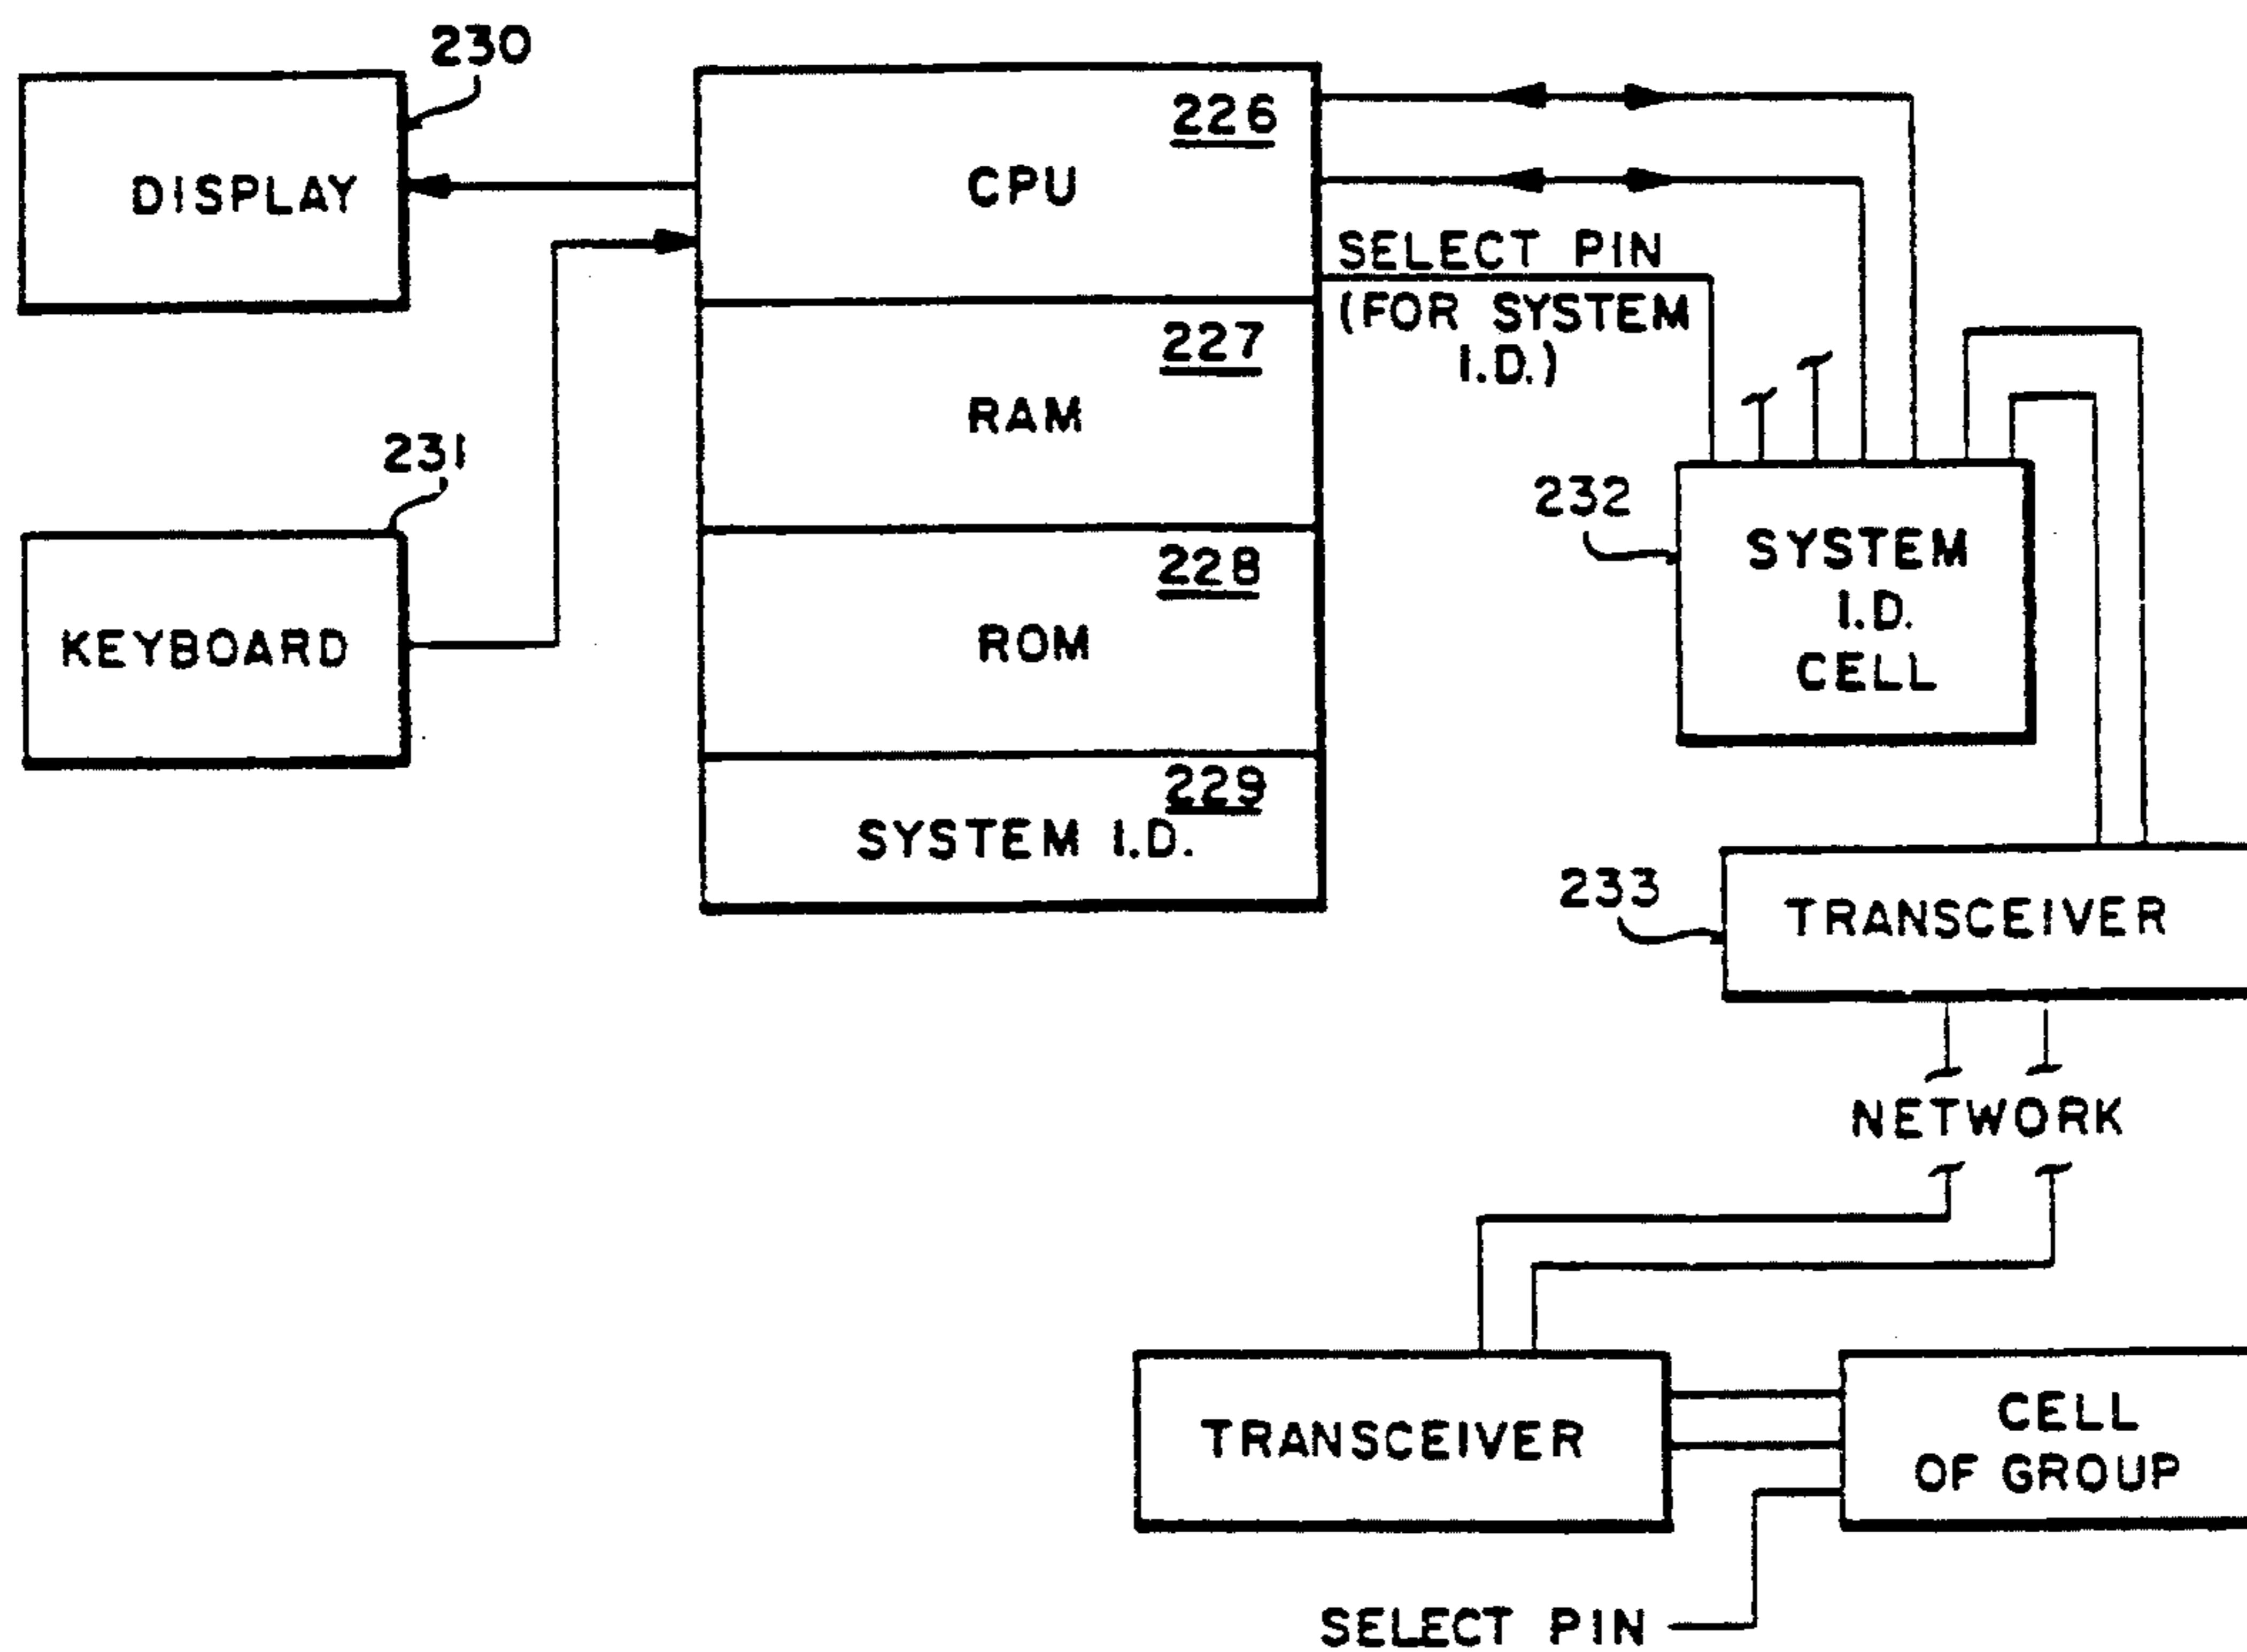 230
DISPLAY
231
KEYBOARD
226
CPU
227
RAM
228
ROM
229
SYSTEM I.D.
SELECT PIN
(FOR SYSTEM
I.D.)
232
SYSTEM
I.D.
CELL
233
TRANSCEIVER
NETWORK
TRANSCEIVER
CELL
OF GROUP
SELECT PIN